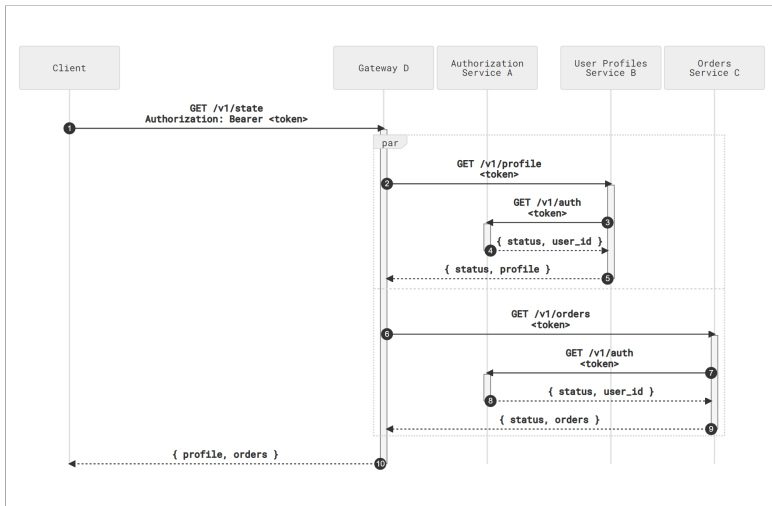 Client
Gateway D
Authorization
Service A
User Profiles
Service B
Orders
Service C
GET /v1/state
Authorization: Bearer <token>
1
par
GET /v1/profile
<token>
2
GET /v1/auth
<token>
3
{ status, user_id }
4
{ status, profile }
5
GET /v1/orders
<token>
6
GET /v1/auth
<token>
7
{ status, user_id }
8
{ status, orders }
9
{ profile, orders }
10